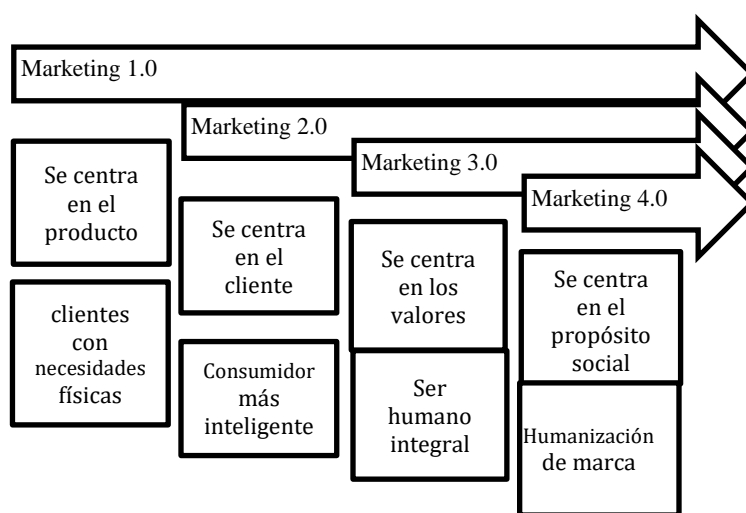 Marketing 1.0
Marketing 2.0
Marketing 3.0
Marketing 4.0
Se centra
en el
producto
clientes
con
necesidades
físicas
Se centra
en el
cliente
Consumidor
más
inteligente
Se centra
en los
valores
Ser
humano
integral
Se centra
en el
propósito
social
Humanización
de marca